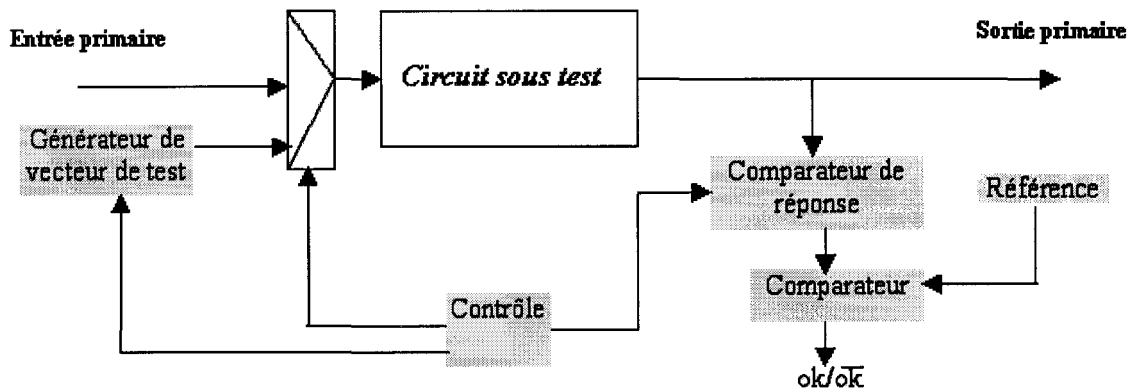 Entrée primaire
Sortie primaire
Circuit sous test
Générateur de
vecteur de test
Comparateur de
réponse
Référence
Comparateur
Contrôle
ok/o̅k̅